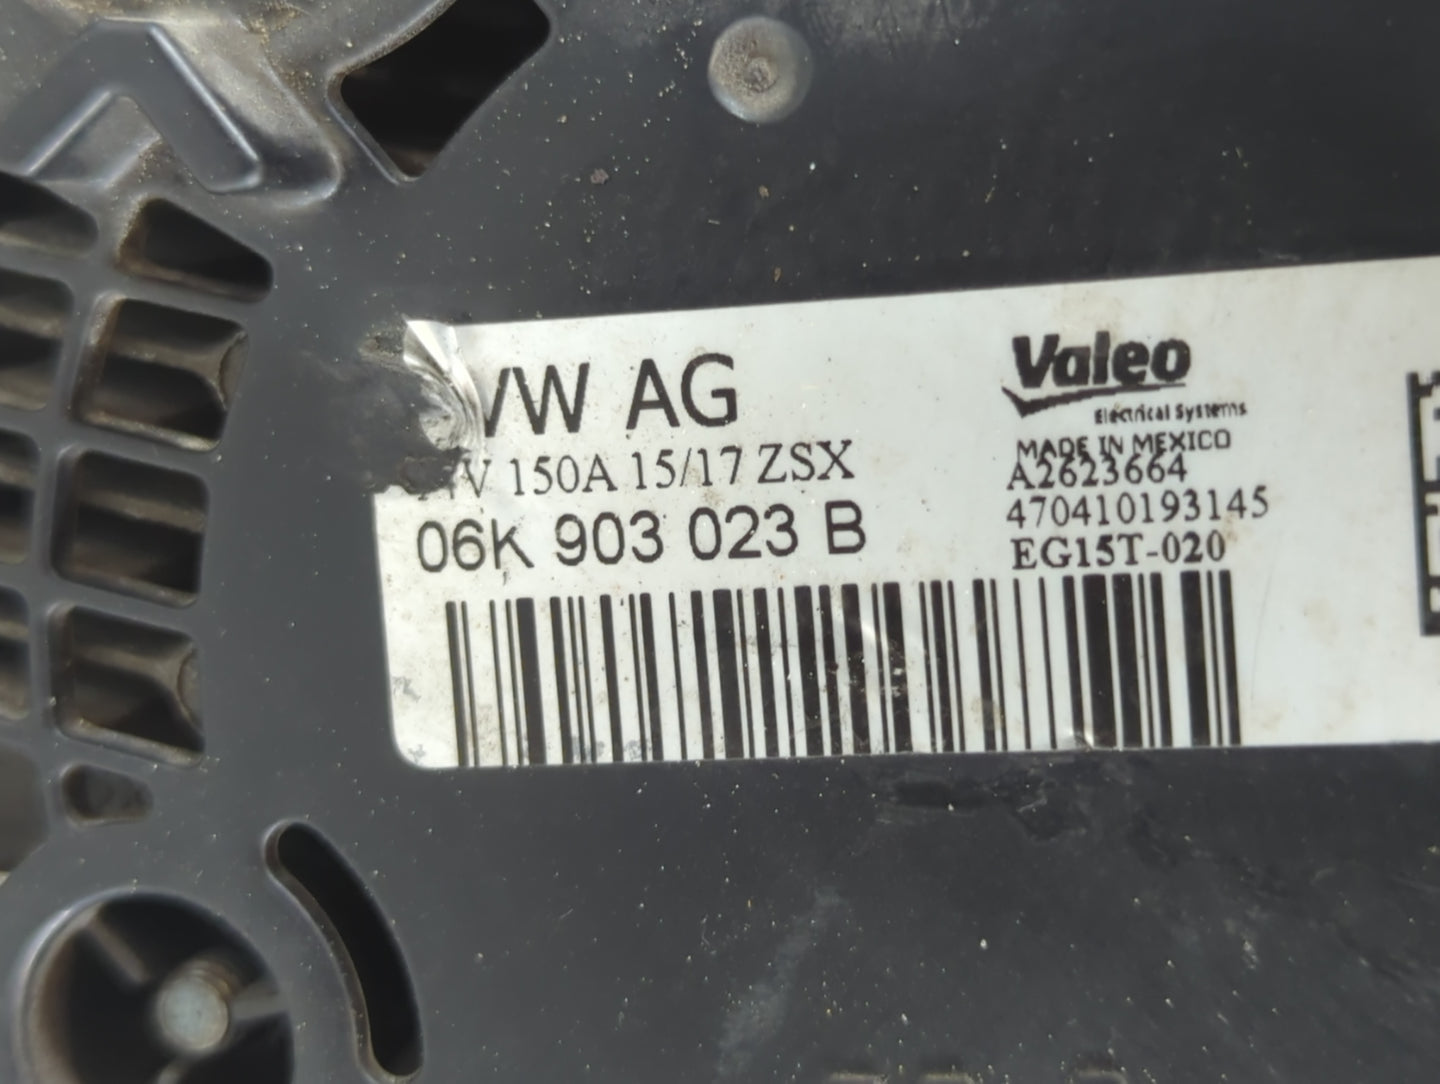 VW AG
150A 15/17 ZSX
06K 903 023 B
Valeo
Electrical Systems
MADE IN MEXICO
A2623664
470410193145
EG15T-020